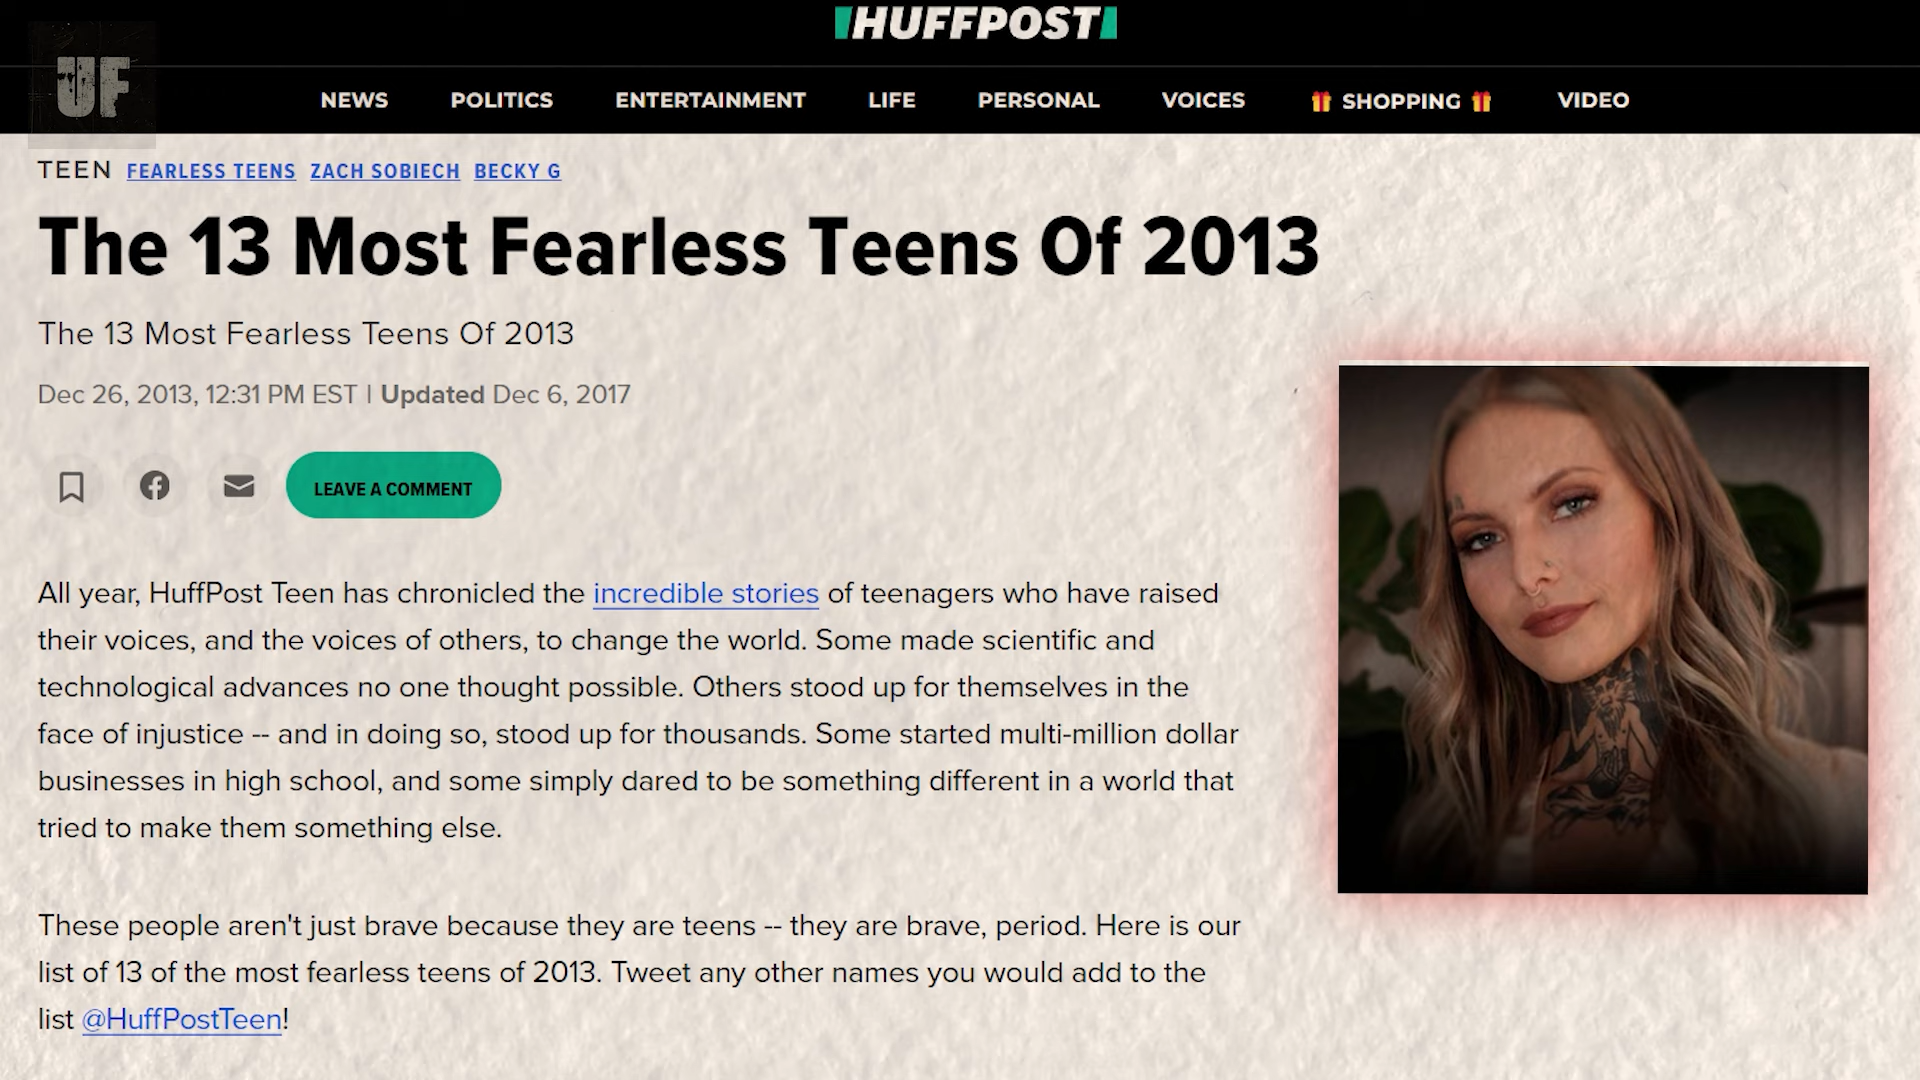 HUFFPOST
UF
NEWS POLITICS ENTERTAINMENT LIFE PERSONAL VOICES SHOPPING VIDEO
TEEN FEARLESS TEENS ZACH SOBIECH BECKY G
The 13 Most Fearless Teens Of 2013
The 13 Most Fearless Teens Of 2013
Dec 26, 2013, 12:31 PM EST | Updated Dec 6, 2017
LEAVE A COMMENT
All year, HuffPost Teen has chronicled the incredible stories of teenagers who have raised
their voices, and the voices of others, to change the world. Some made scientific and
technological advances no one thought possible. Others stood up for themselves in the
face of injustice -- and in doing so, stood up for thousands. Some started multi-million dollar
businesses in high school, and some simply dared to be something different in a world that
tried to make them something else.
These people aren't just brave because they are teens -- they are brave, period. Here is our
list of 13 of the most fearless teens of 2013. Tweet any other names you would add to the
list @HuffPostTeen!